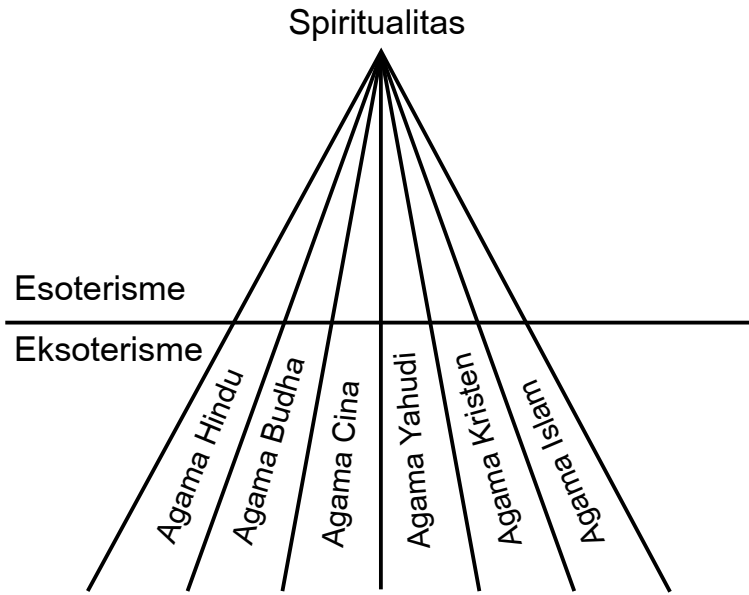 Spiritualitas
Esoterisme
Eksoterisme
Agama Hindu
Agama Budha
Agama Cina
Agama Yahudi
Agama Kristen
Agama Islam